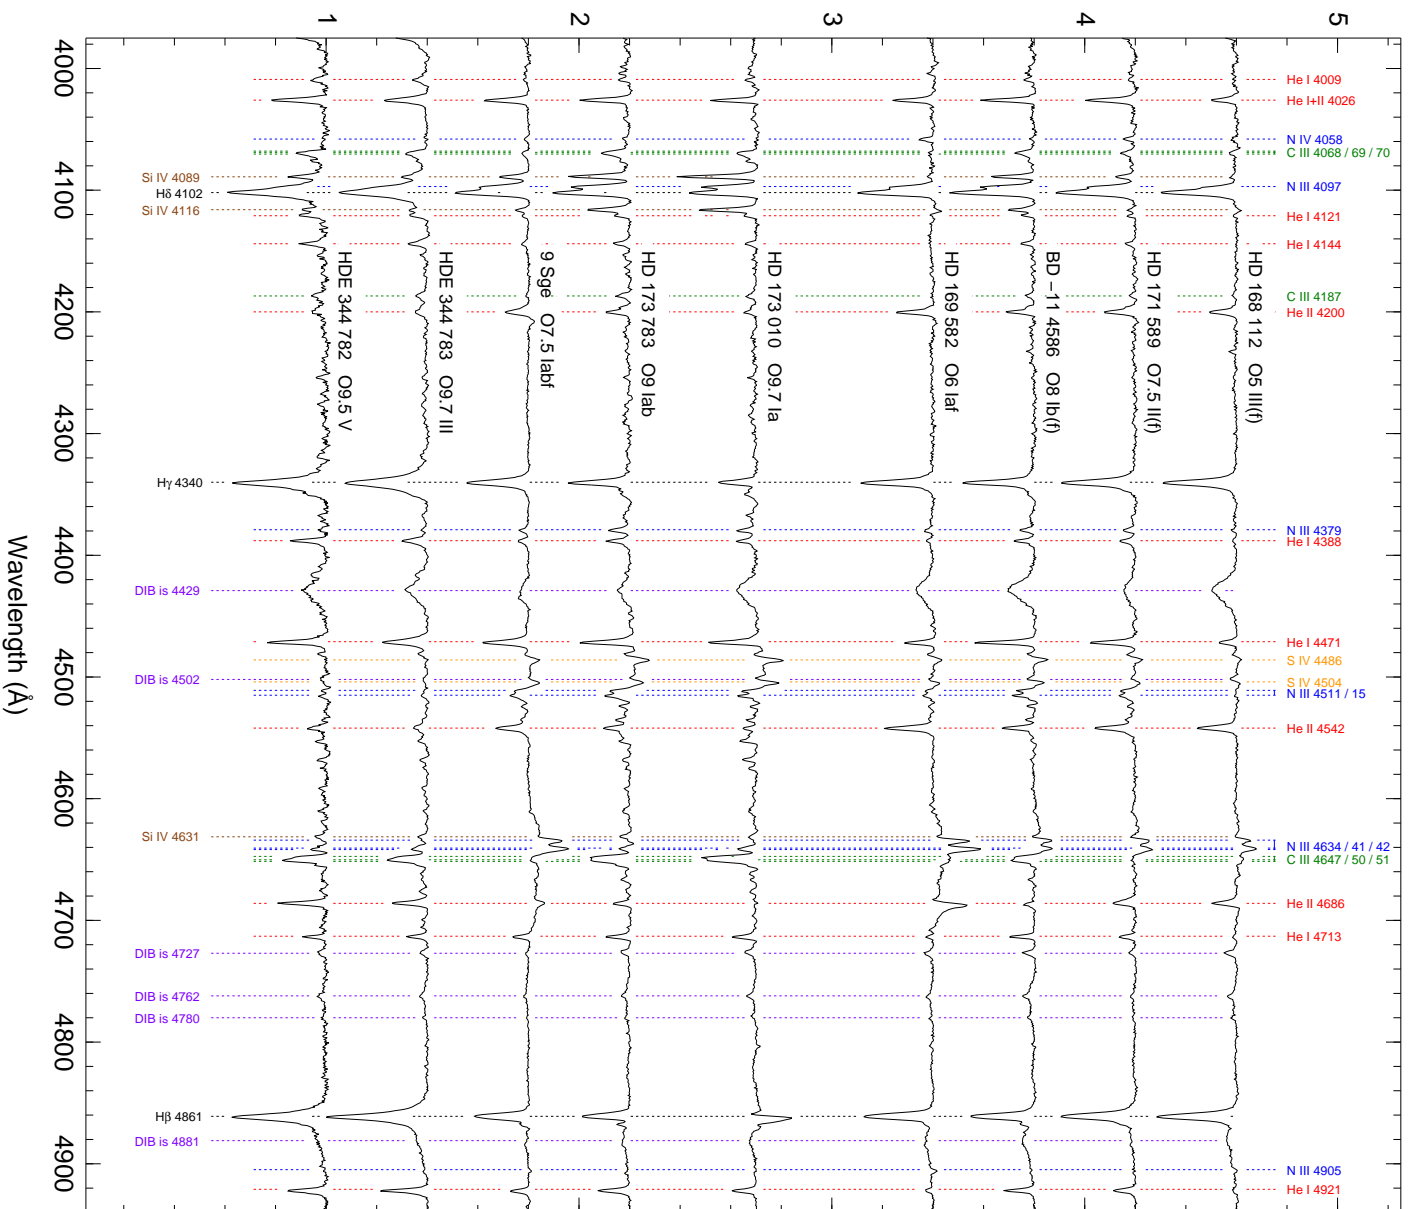 1
2
3
4
5
4000
4100
4200
4300
4400
4500
4600
4700
4800
4900
Wavelength (Å)
He I 4009
He I+II 4026
N IV 4058
C III 4068 / 69 / 70
N III 4097
He I 4121
He I 4144
C III 4187
He II 4200
N III 4379
He I 4388
He I 4471
S IV 4486
S IV 4504
N III 4511 / 15
He II 4542
N III 4634 / 41 / 42
C III 4647 / 50 / 51
He II 4686
He I 4713
N III 4905
He I 4921
Si IV 4089
Hδ 4102
Si IV 4116
Hγ 4340
DIB is 4429
DIB is 4502
Si IV 4631
DIB is 4727
DIB is 4762
DIB is 4780
Hβ 4861
DIB is 4881
HD 168 112 O5 III(f)
HD 171 589 O7.5 II(f)
BD −11 4586 O8 Ib(f)
HD 169 582 O6 Iaf
HD 173 010 O9.7 Ia
HD 173 783 O9 Iab
9 Sge O7.5 Iabf
HDE 344 783 O9.7 III
HDE 344 782 O9.5 V